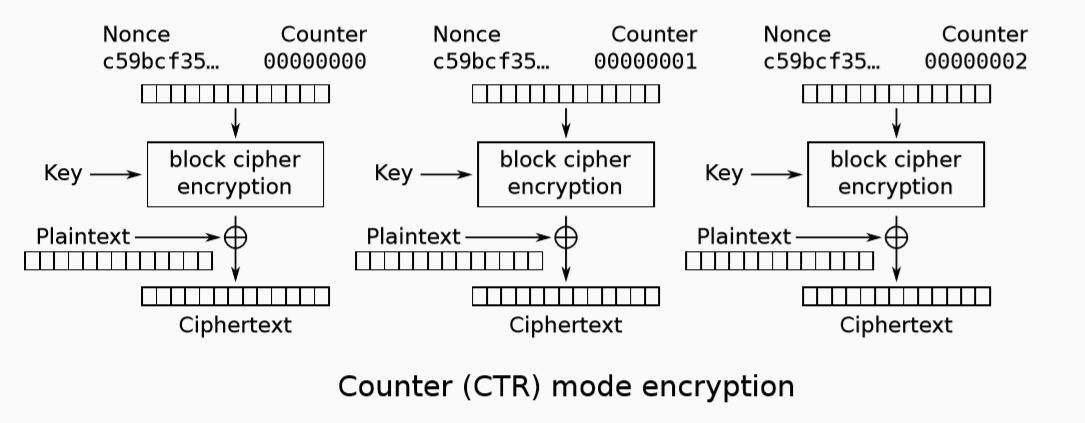 Nonce Counter Nonce Counter Nonce Counter
c59bcf35… 00000000 c59bcf35… 00000001 c59bcf35… 00000002
block cipher block cipher block cipher
Key encryption Key encryption Key encryption
Plaintext Plaintext Plaintext
Ciphertext Ciphertext Ciphertext
Counter (CTR) mode encryption